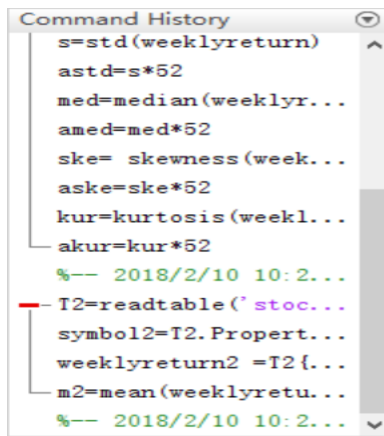 Command History
s=std(weeklyreturn)
astd=s*52
med=median(weeklyr...
amed=med*52
ske= skewness(week...
aske=ske*52
kur=kurtosis(weekl...
akur=kur*52
%-- 2018/2/10 10:2...
T2=readtable('stoc...
symbol2=T2.Propert...
weeklyreturn2 =T2{...
m2=mean(weeklyretu...
%-- 2018/2/10 10:2...